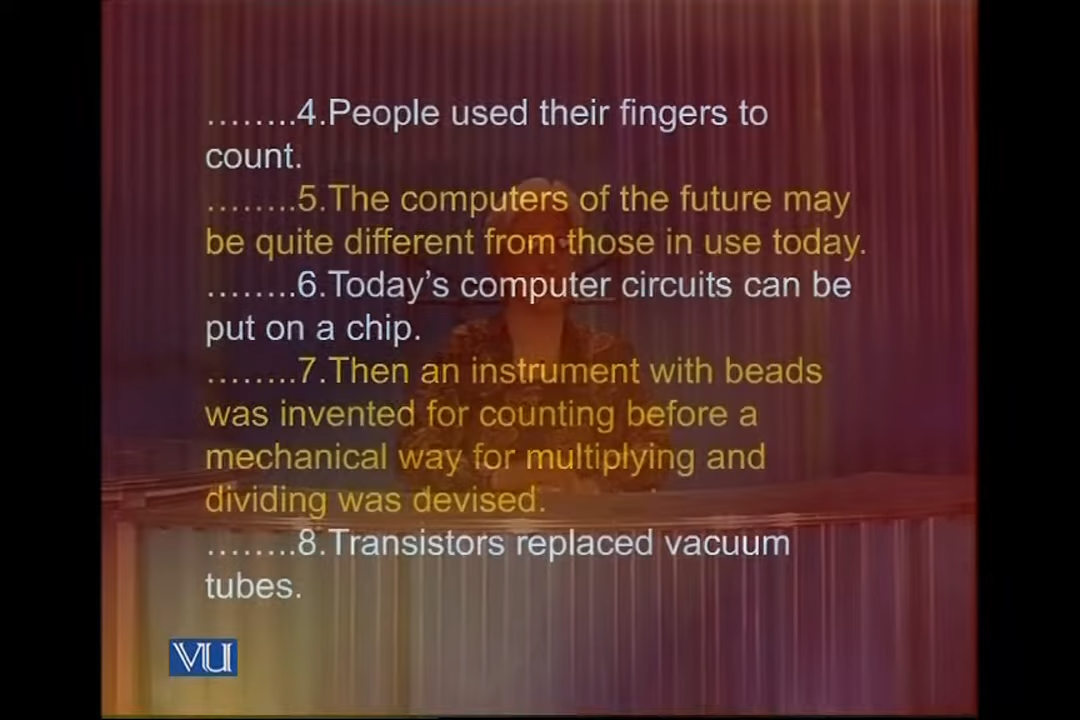 ........4.People used their fingers to
count.
........5.The computers of the future may
be quite different from those in use today.
........6.Today’s computer circuits can be
put on a chip.
........7.Then an instrument with beads
was invented for counting before a
mechanical way for multiplying and
dividing was devised.
........8.Transistors replaced vacuum
tubes.
VU